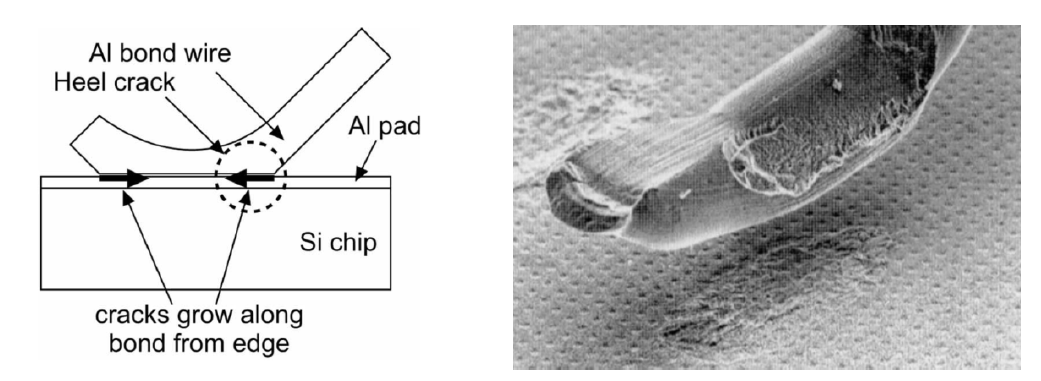 Al bond wire
Heel crack
Al pad
Si chip
cracks grow along
bond from edge